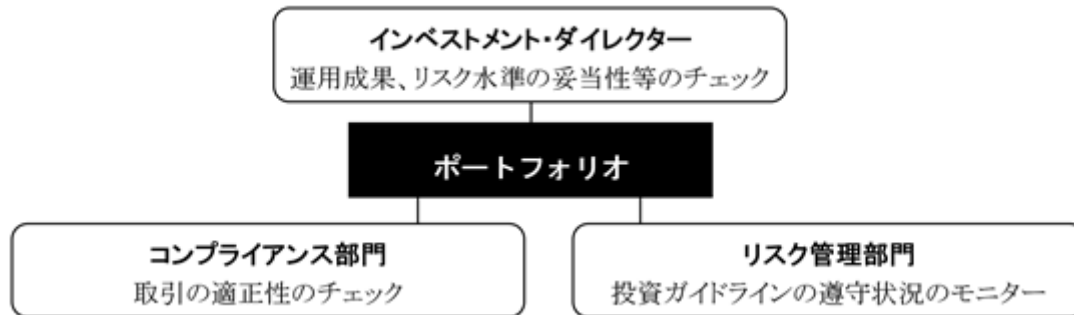 インベストメント・ダイレクター
運用成果、リスク水準の妥当性等のチェック
ポートフォリオ
コンプライアンス部門
取引の適正性のチェック
リスク管理部門
投資ガイドラインの遵守状況のモニター